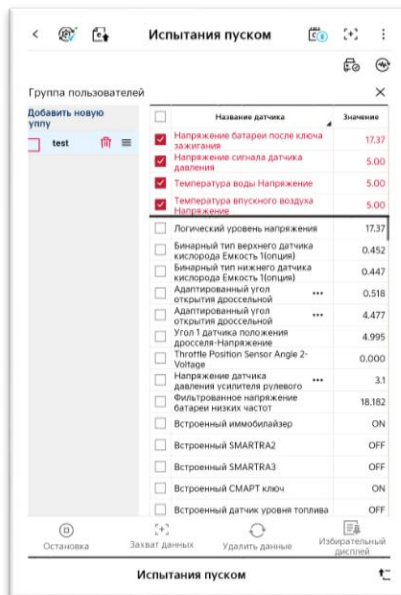 Испытания пуском
Группа пользователей
Добавить новую
уппу
test
Название датчика
Значение
Напряжение батареи после ключа
зажигания
17.37
Напряжение сигнала датчика
давления
5.00
Температура воды Напряжение
5.00
Температура впускного воздуха
Напряжение
5.00
Логический уровень напряжения
17.37
Бинарный тип верхнего датчика
кислорода Емкость 1(опция)
0.452
Бинарный тип нижнего датчика
кислорода Емкость 1(опция)
0.447
Адаптированный угол
открытия дроссельной
0.518
Адаптированный угол
открытия дроссельной
4.477
Угол 1 датчика положения
дросселя-Напряжение
4.995
Throttle Position Sensor Angle 2-
Voltage
0.000
Напряжение датчика
давления усилителя рулевого
3.1
Фильтрованное напряжение
батареи низких частот
18.182
Встроенный иммобилайзер
ON
Встроенный SMARTRA2
OFF
Встроенный SMARTRA3
OFF
Встроенный СМАРТ ключ
ON
Встроенный датчик уровня топлива
OFF
Остановка
Захват данных
Удалить данные
Избирательный
дисплей
Испытания пуском